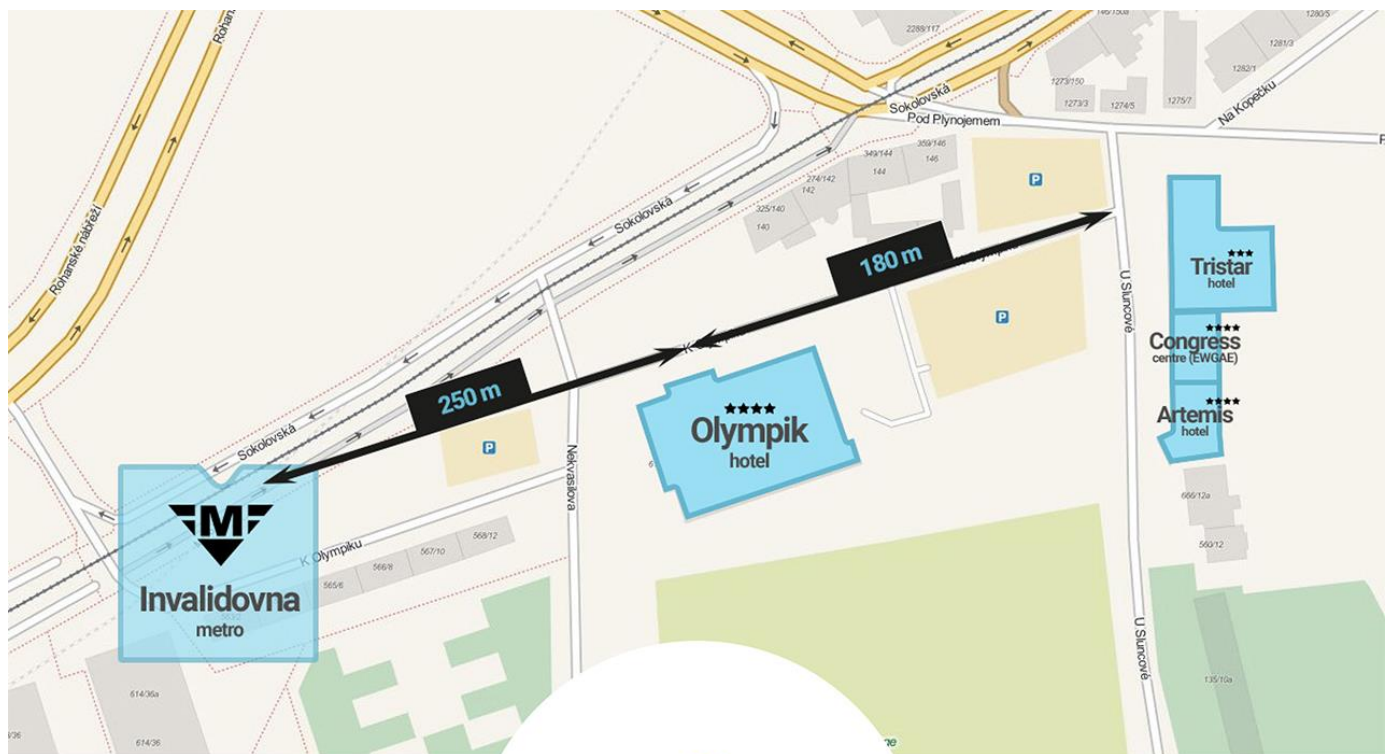 2289/117
146/150a
1280/5
1281/3
1282/1
1273/150
1273/3
1274/5
1275/7
Na Kopečku
Sokolovská
Pod Plynojemem
Rohanské nábřeží
359/146
146
349/144
144
274/142
142
325/140
140
P
Sokolovská
180 m
Tristar
hotel
U Sluncové
P
Congress
centre (EWGAE)
250 m
Artemis
hotel
Olympik
hotel
Sokolovská
P
Nekvasilova
M
Invalidovna
metro
K Olympiku
568/12
567/10
566/8
565/6
666/12a
560/12
U Sluncové
135/10a
614/36a
614/36